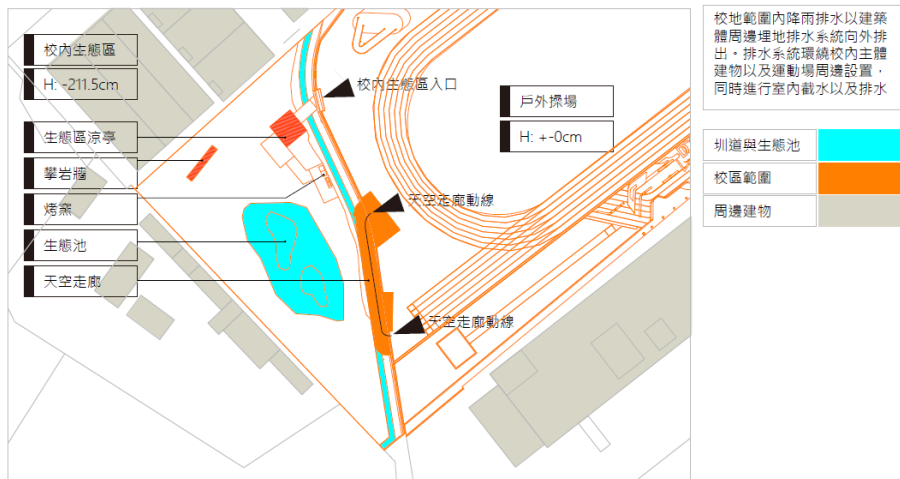 校內生態區
H: -211.5cm
生態區涼亭
攀岩牆
烤窯
生態池
天空走廊
校內生態區入口
天空走廊動線
天空走廊動線
戶外操場
H: +-0cm
校地範圍內降雨排水以建築
體周邊埋地排水系統向外排
出。排水系統環繞校內主體
建物以及運動場周邊設置，
同時進行室內截水以及排水
圳道與生態池
校區範圍
周邊建物